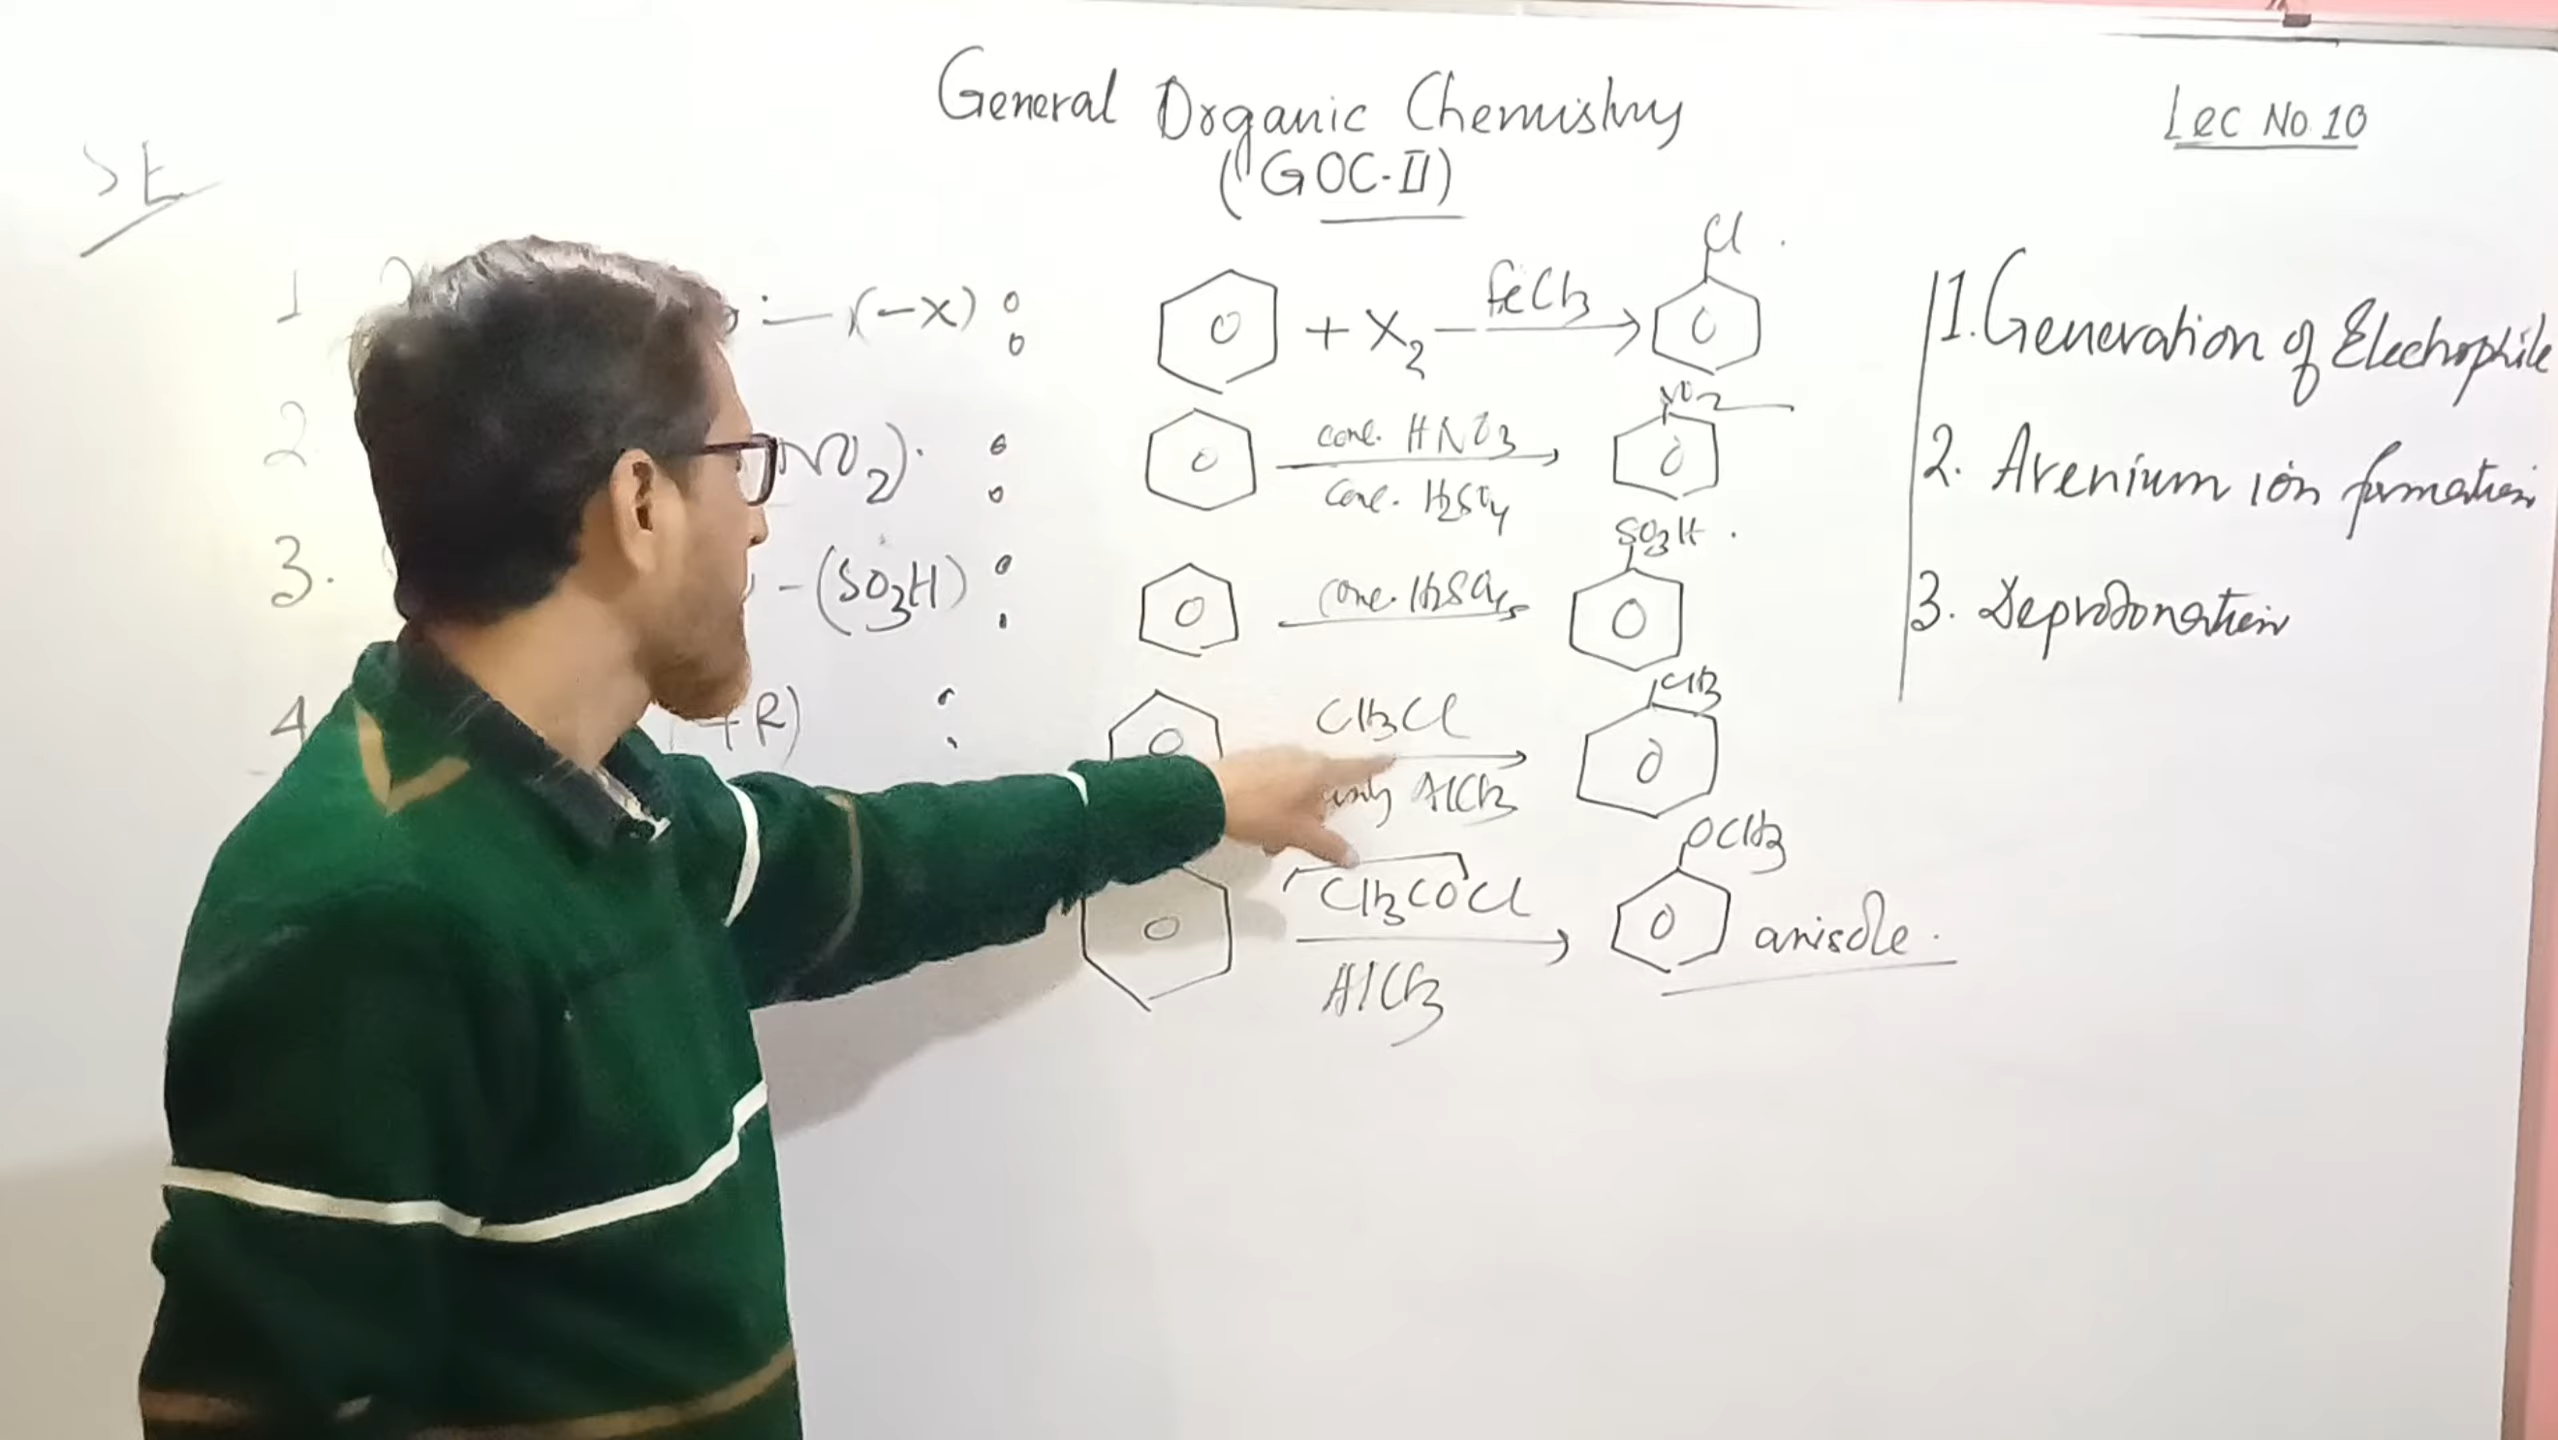 General Organic Chemistry
(GOC-II)
Lec No. 10
SE
1 (-X) :
+ X2 FeCl3 Cl
2 NO2). :
conc. HNO3
conc. H2SO4
NO2
3. -(SO3H) :
conc. H2SO4
SO3H
4 +R) :
CH3Cl
AlCl3
CH3
CH3COCl
AlCl3
OCH3
anisole.
1. Generation of Electrophile
2. Arenium ion formation
3. Deprotonation